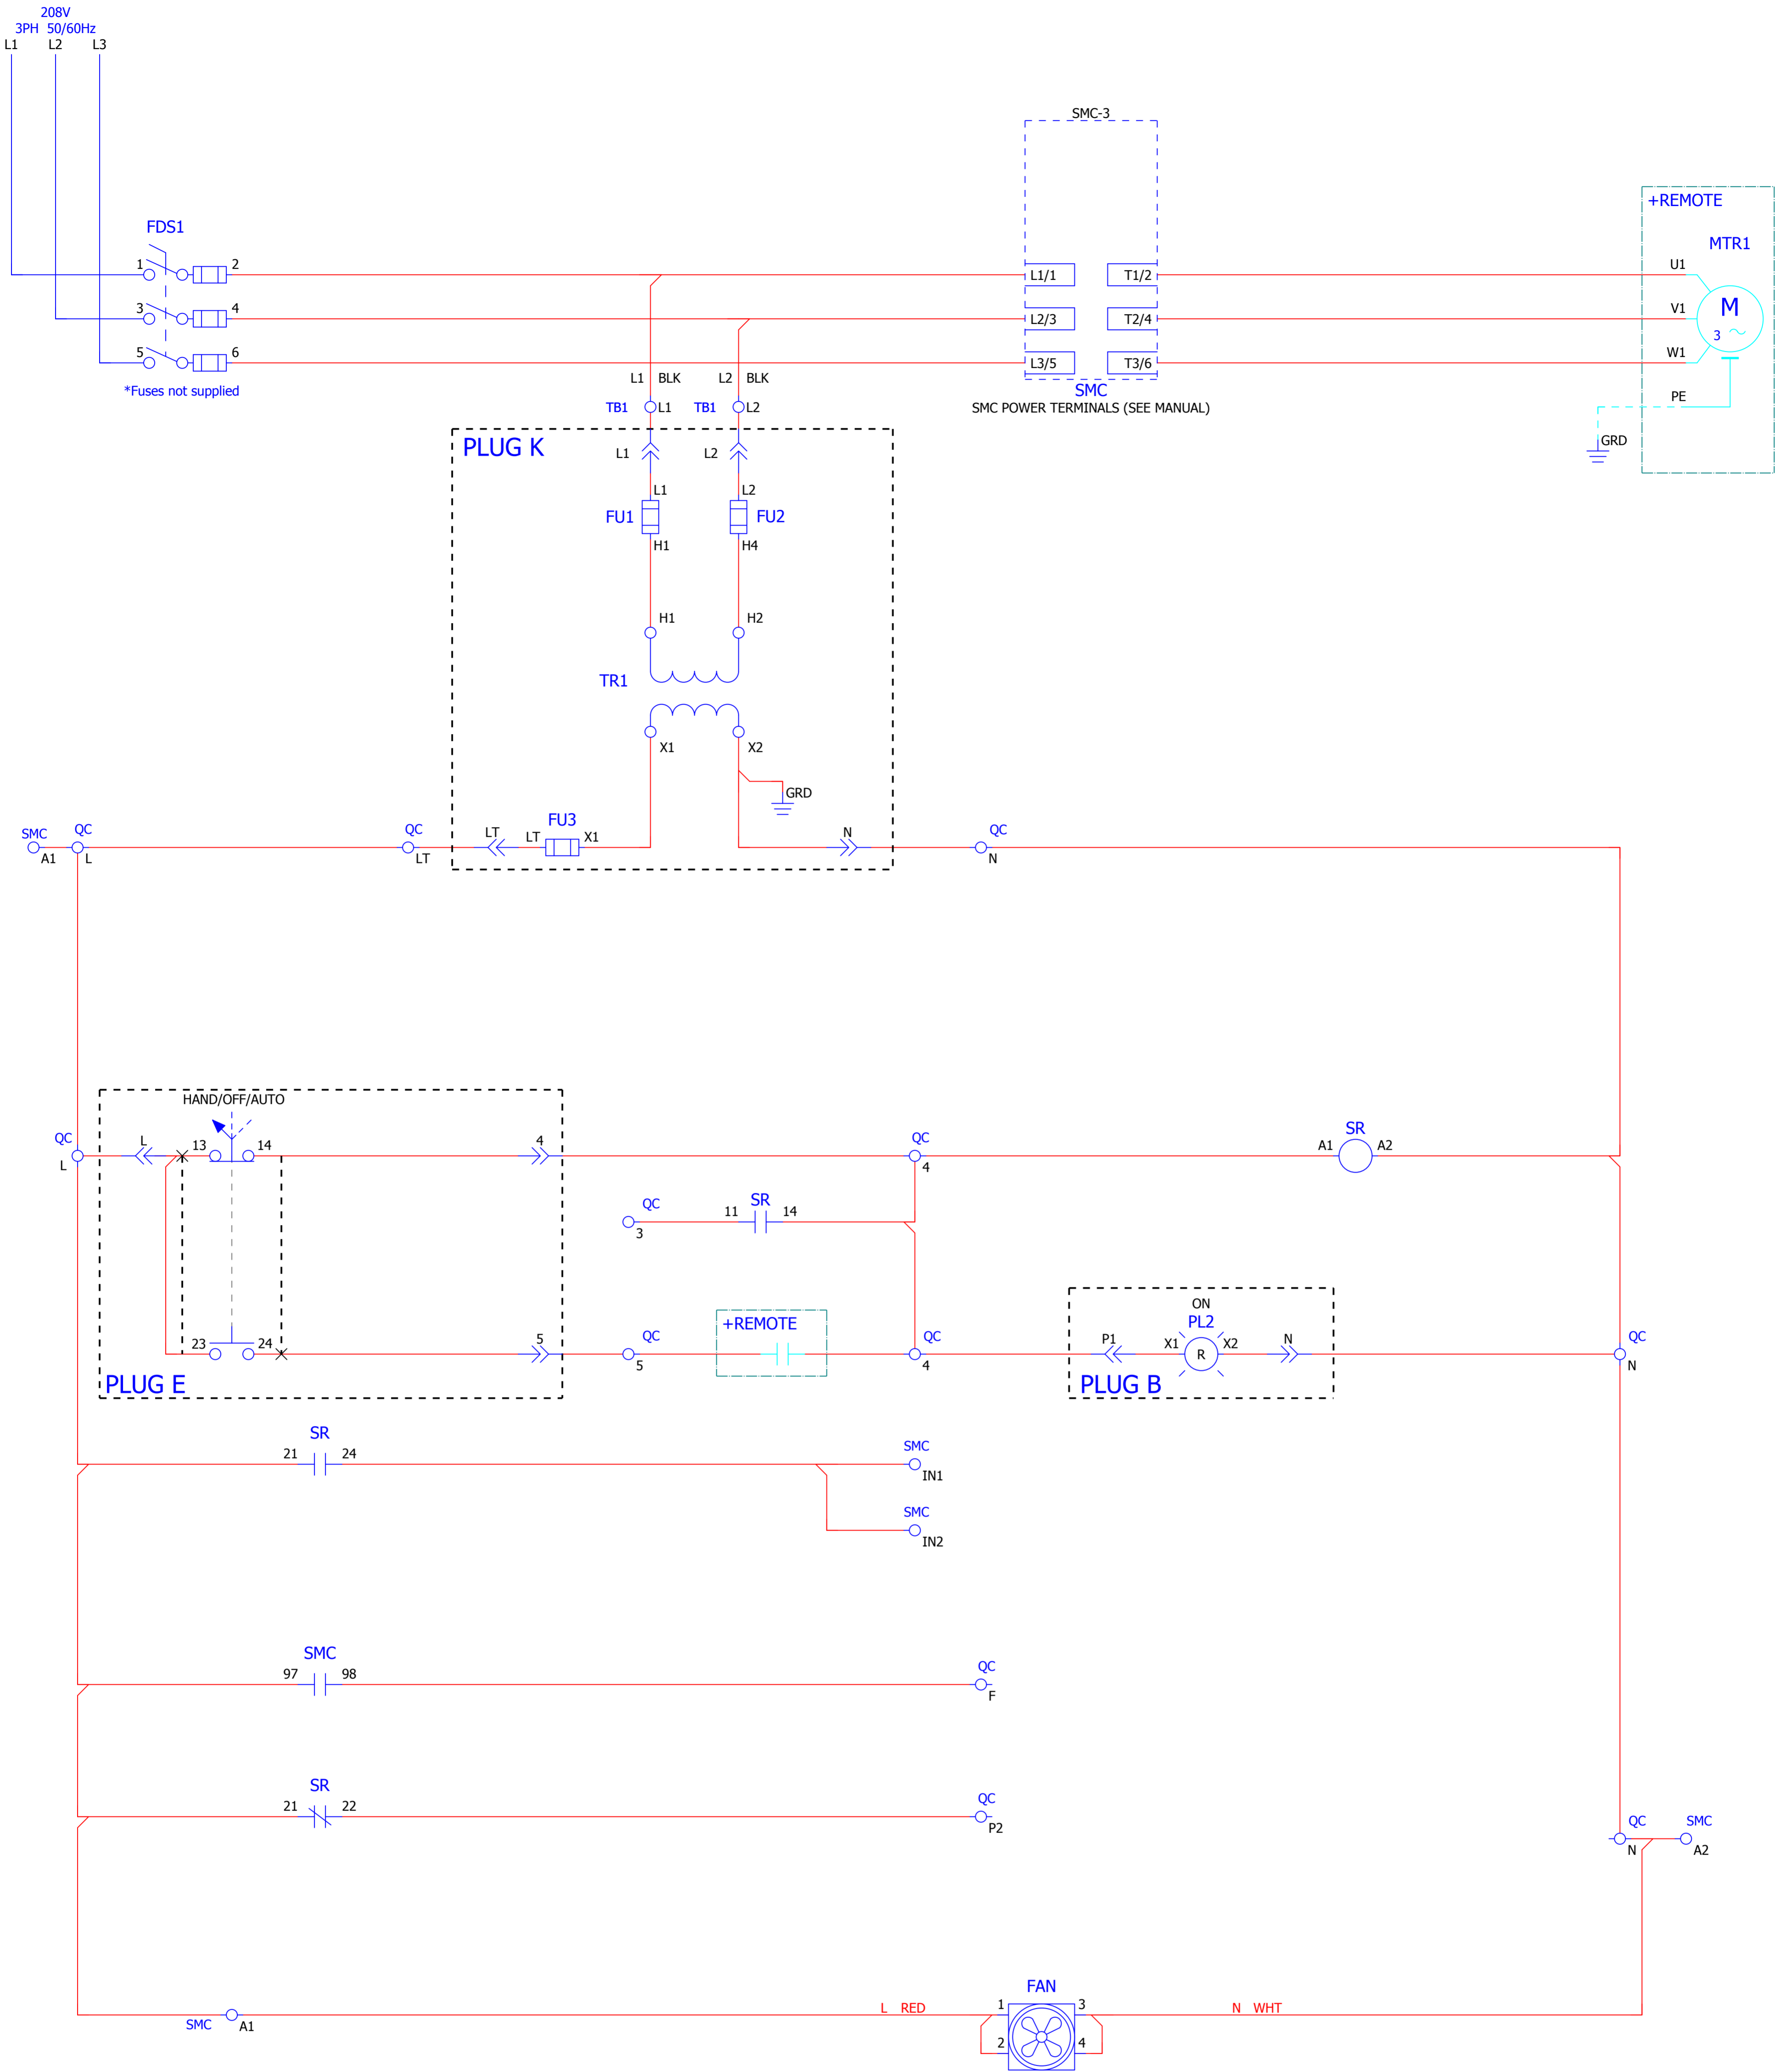 208V
3PH 50/60Hz
L1 L2 L3
SMC-3
+REMOTE
MTR1
FDS1
1 2
L1/1 T1/2
U1
M
3
3 4
L2/3 T2/4
V1
5 6
L3/5 T3/6
W1
*Fuses not supplied
L1 BLK L2 BLK
SMC
SMC POWER TERMINALS (SEE MANUAL)
PE
GRD
TB1 L1 TB1 L2
PLUG K
L1 L2
L1 L2
FU1 FU2
H1 H4
H1 H2
TR1
X1 X2
GRD
SMC QC QC LT LT FU3 X1 N QC
A1 L LT N
HAND/OFF/AUTO
QC L 13 14 4 QC A1 SR A2
L 4
QC 11 SR 14
3
+REMOTE
ON
PL2
23 24 5 QC QC P1 X1 R X2 N QC
5 4 N
PLUG E PLUG B
SR
21 24 SMC
IN1
SMC
IN2
SMC
97 98 QC
F
SR
21 22 QC
P2
QC SMC
N A2
FAN
L RED 1 3 N WHT
SMC A1
2 4